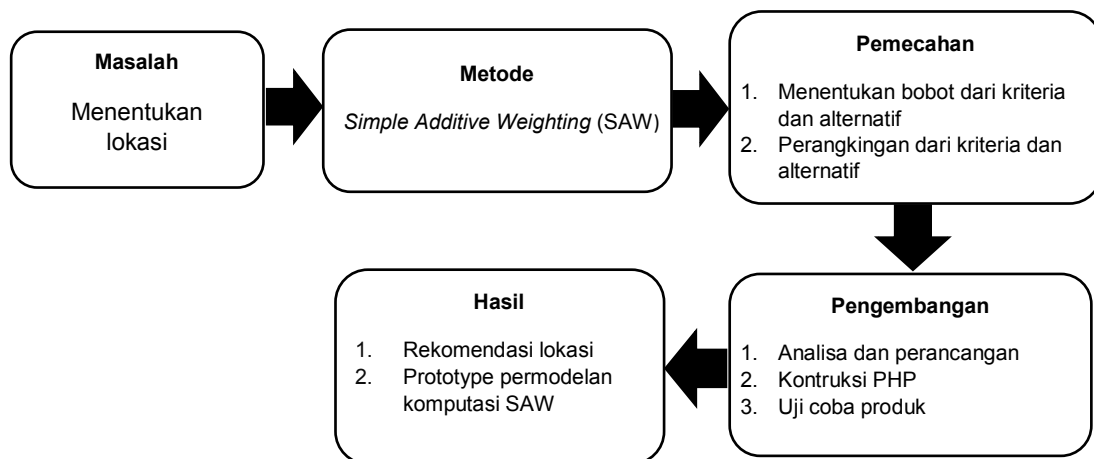 Masalah
Menentukan
lokasi
Metode
Simple Additive Weighting (SAW)
Pemecahan
1. Menentukan bobot dari kriteria
dan alternatif
2. Perangkingan dari kriteria dan
alternatif
Pengembangan
1. Analisa dan perancangan
2. Kontruksi PHP
3. Uji coba produk
Hasil
1. Rekomendasi lokasi
2. Prototype permodelan
komputasi SAW